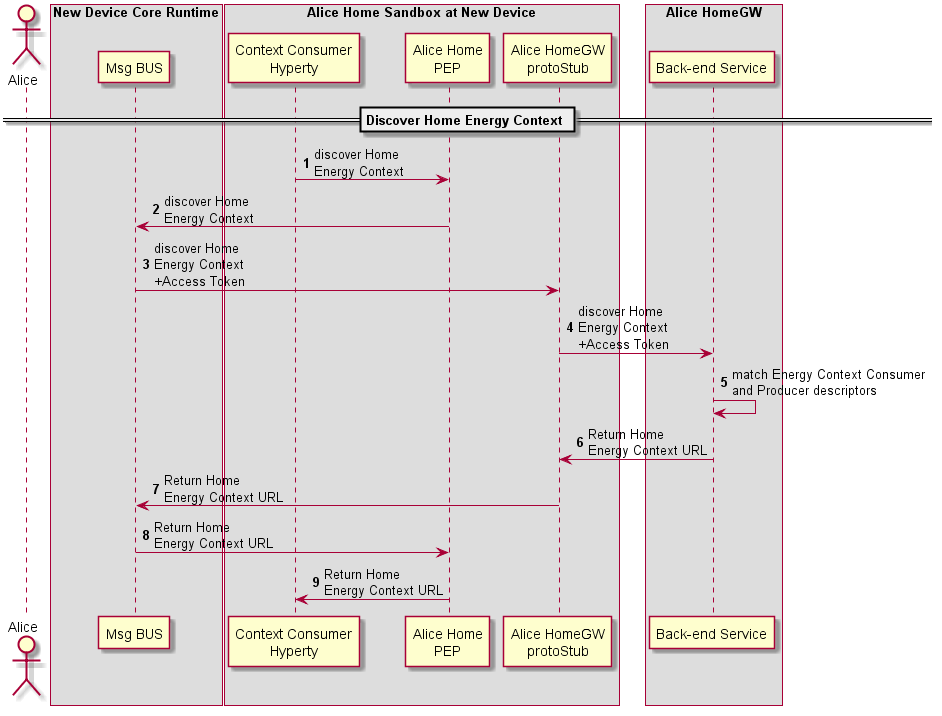 New Device Core Runtime
Alice Home Sandbox at New Device
Alice HomeGW
Alice
Msg BUS
Context Consumer
Hyperty
Alice Home
PEP
Alice HomeGW
protoStub
Back-end Service
Discover Home Energy Context
1 discover Home
Energy Context
2 discover Home
Energy Context
3 discover Home
Energy Context
+Access Token
4 discover Home
Energy Context
+Access Token
5 match Energy Context Consumer
and Producer descriptors
6 Return Home
Energy Context URL
7 Return Home
Energy Context URL
8 Return Home
Energy Context URL
9 Return Home
Energy Context URL
Alice
Msg BUS
Context Consumer
Hyperty
Alice Home
PEP
Alice HomeGW
protoStub
Back-end Service